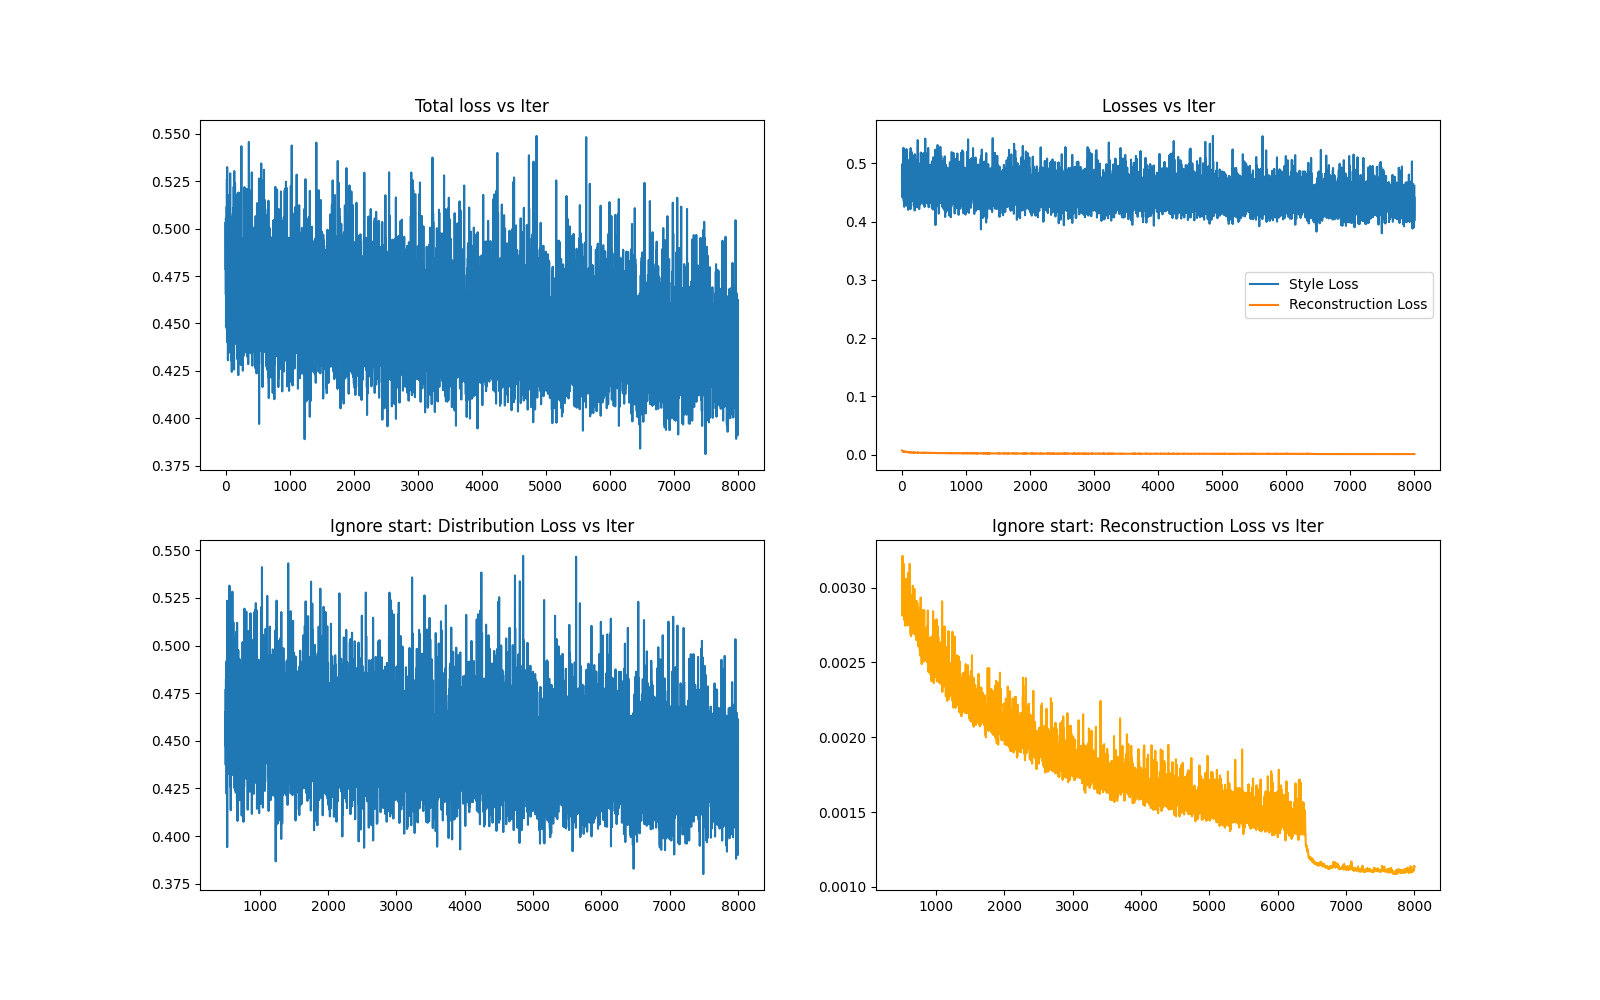 Total loss vs Iter
0.550
0.525
0.500
0.475
0.450
0.425
0.400
0.375
0 1000 2000 3000 4000 5000 6000 7000 8000
Losses vs Iter
0.5
0.4
0.3
0.2
0.1
0.0
Style Loss
Reconstruction Loss
0 1000 2000 3000 4000 5000 6000 7000 8000
Ignore start: Distribution Loss vs Iter
0.550
0.525
0.500
0.475
0.450
0.425
0.400
0.375
1000 2000 3000 4000 5000 6000 7000 8000
Ignore start: Reconstruction Loss vs Iter
0.0030
0.0025
0.0020
0.0015
0.0010
1000 2000 3000 4000 5000 6000 7000 8000